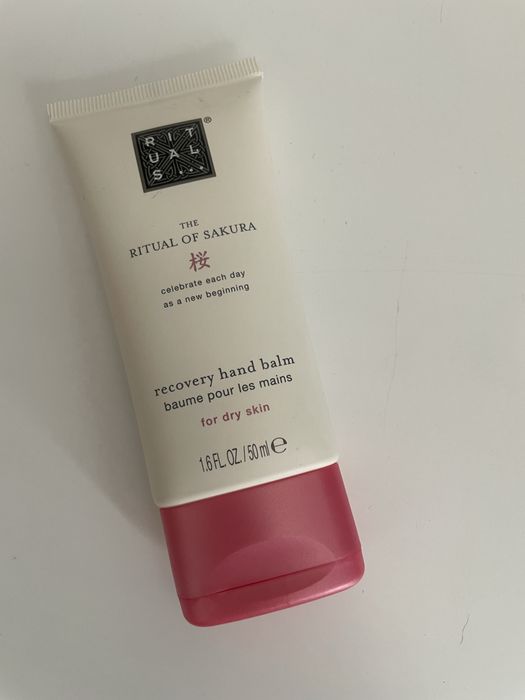 RIT
UAL
S...
®
THE
RITUAL OF SAKURA
桜
celebrate each day
as a new beginning
recovery hand balm
baume pour les mains
for dry skin
1.6 FL. OZ. / 50 ml ℮